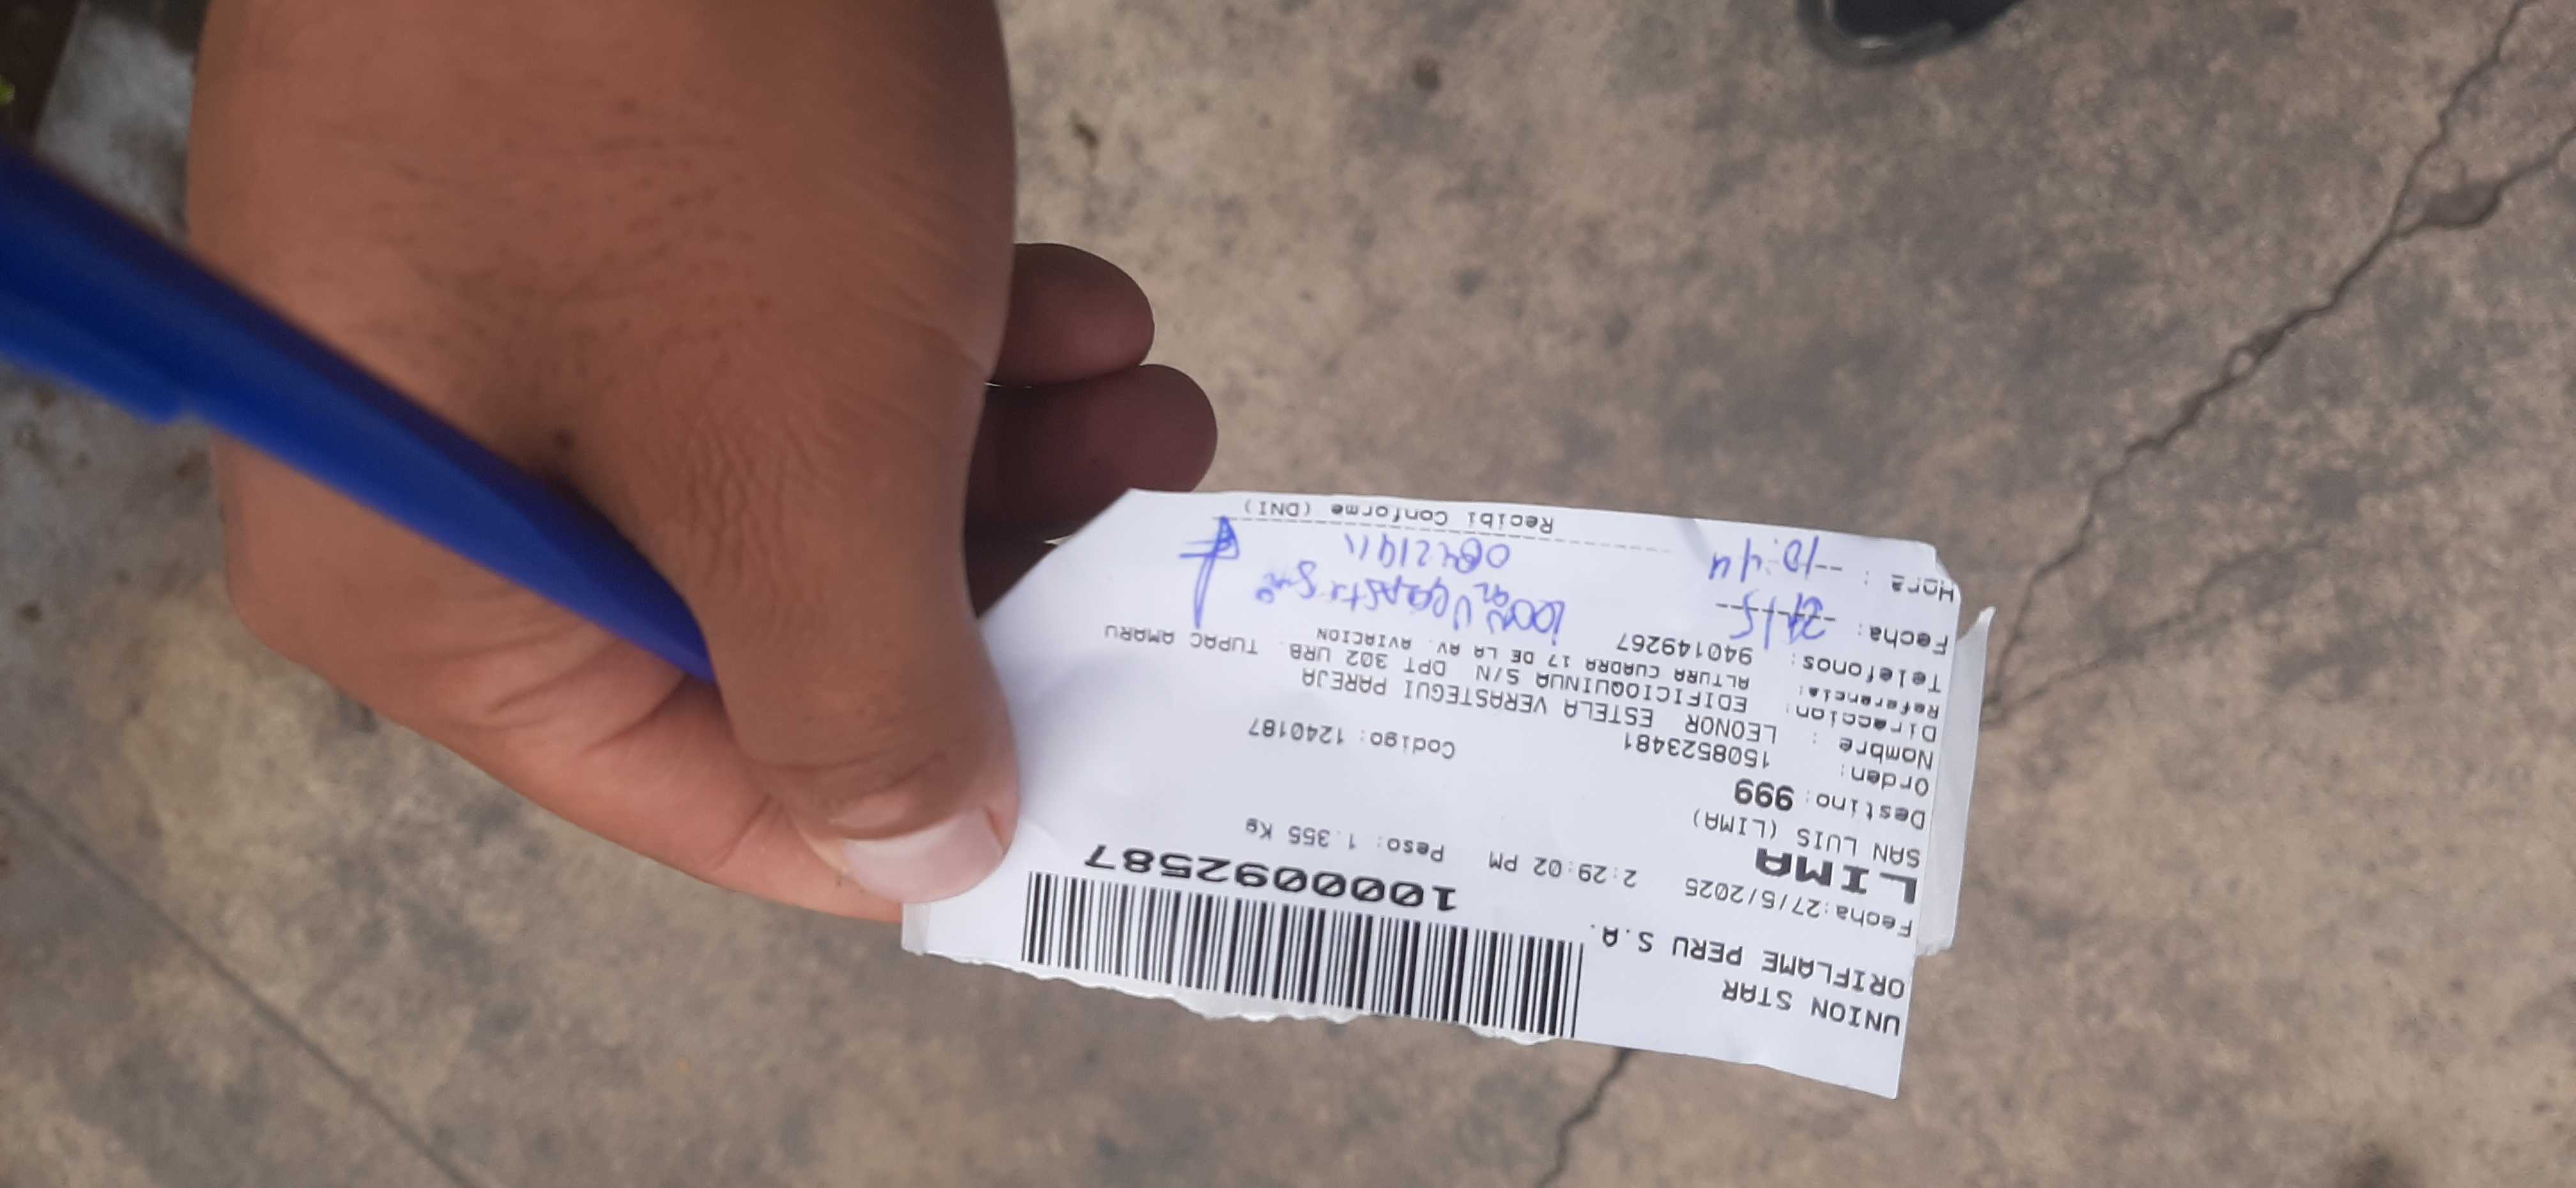 UNION STAR
ORIFLAME PERU S.A.
1000092587
Fecha:27/5/2025 2:29:02 PM Peso: 1.355 Kg
LIMA
SAN LUIS (LIMA)
Destino: 999
Orden: 1508523481 Codigo: 1240187
Nombre : LEONOR ESTELA VERASTEGUI PAREJA
Direccion: EDIFICIOQUINUA S/N DPT 302 URB. TUPAC AMARU
Referencia: ALTURA CUADRA 17 DE LA AV. AVIACION
Telefonos: 940149267
Fecha:
Hora : 10:44
Recibi Conforme (DNI)